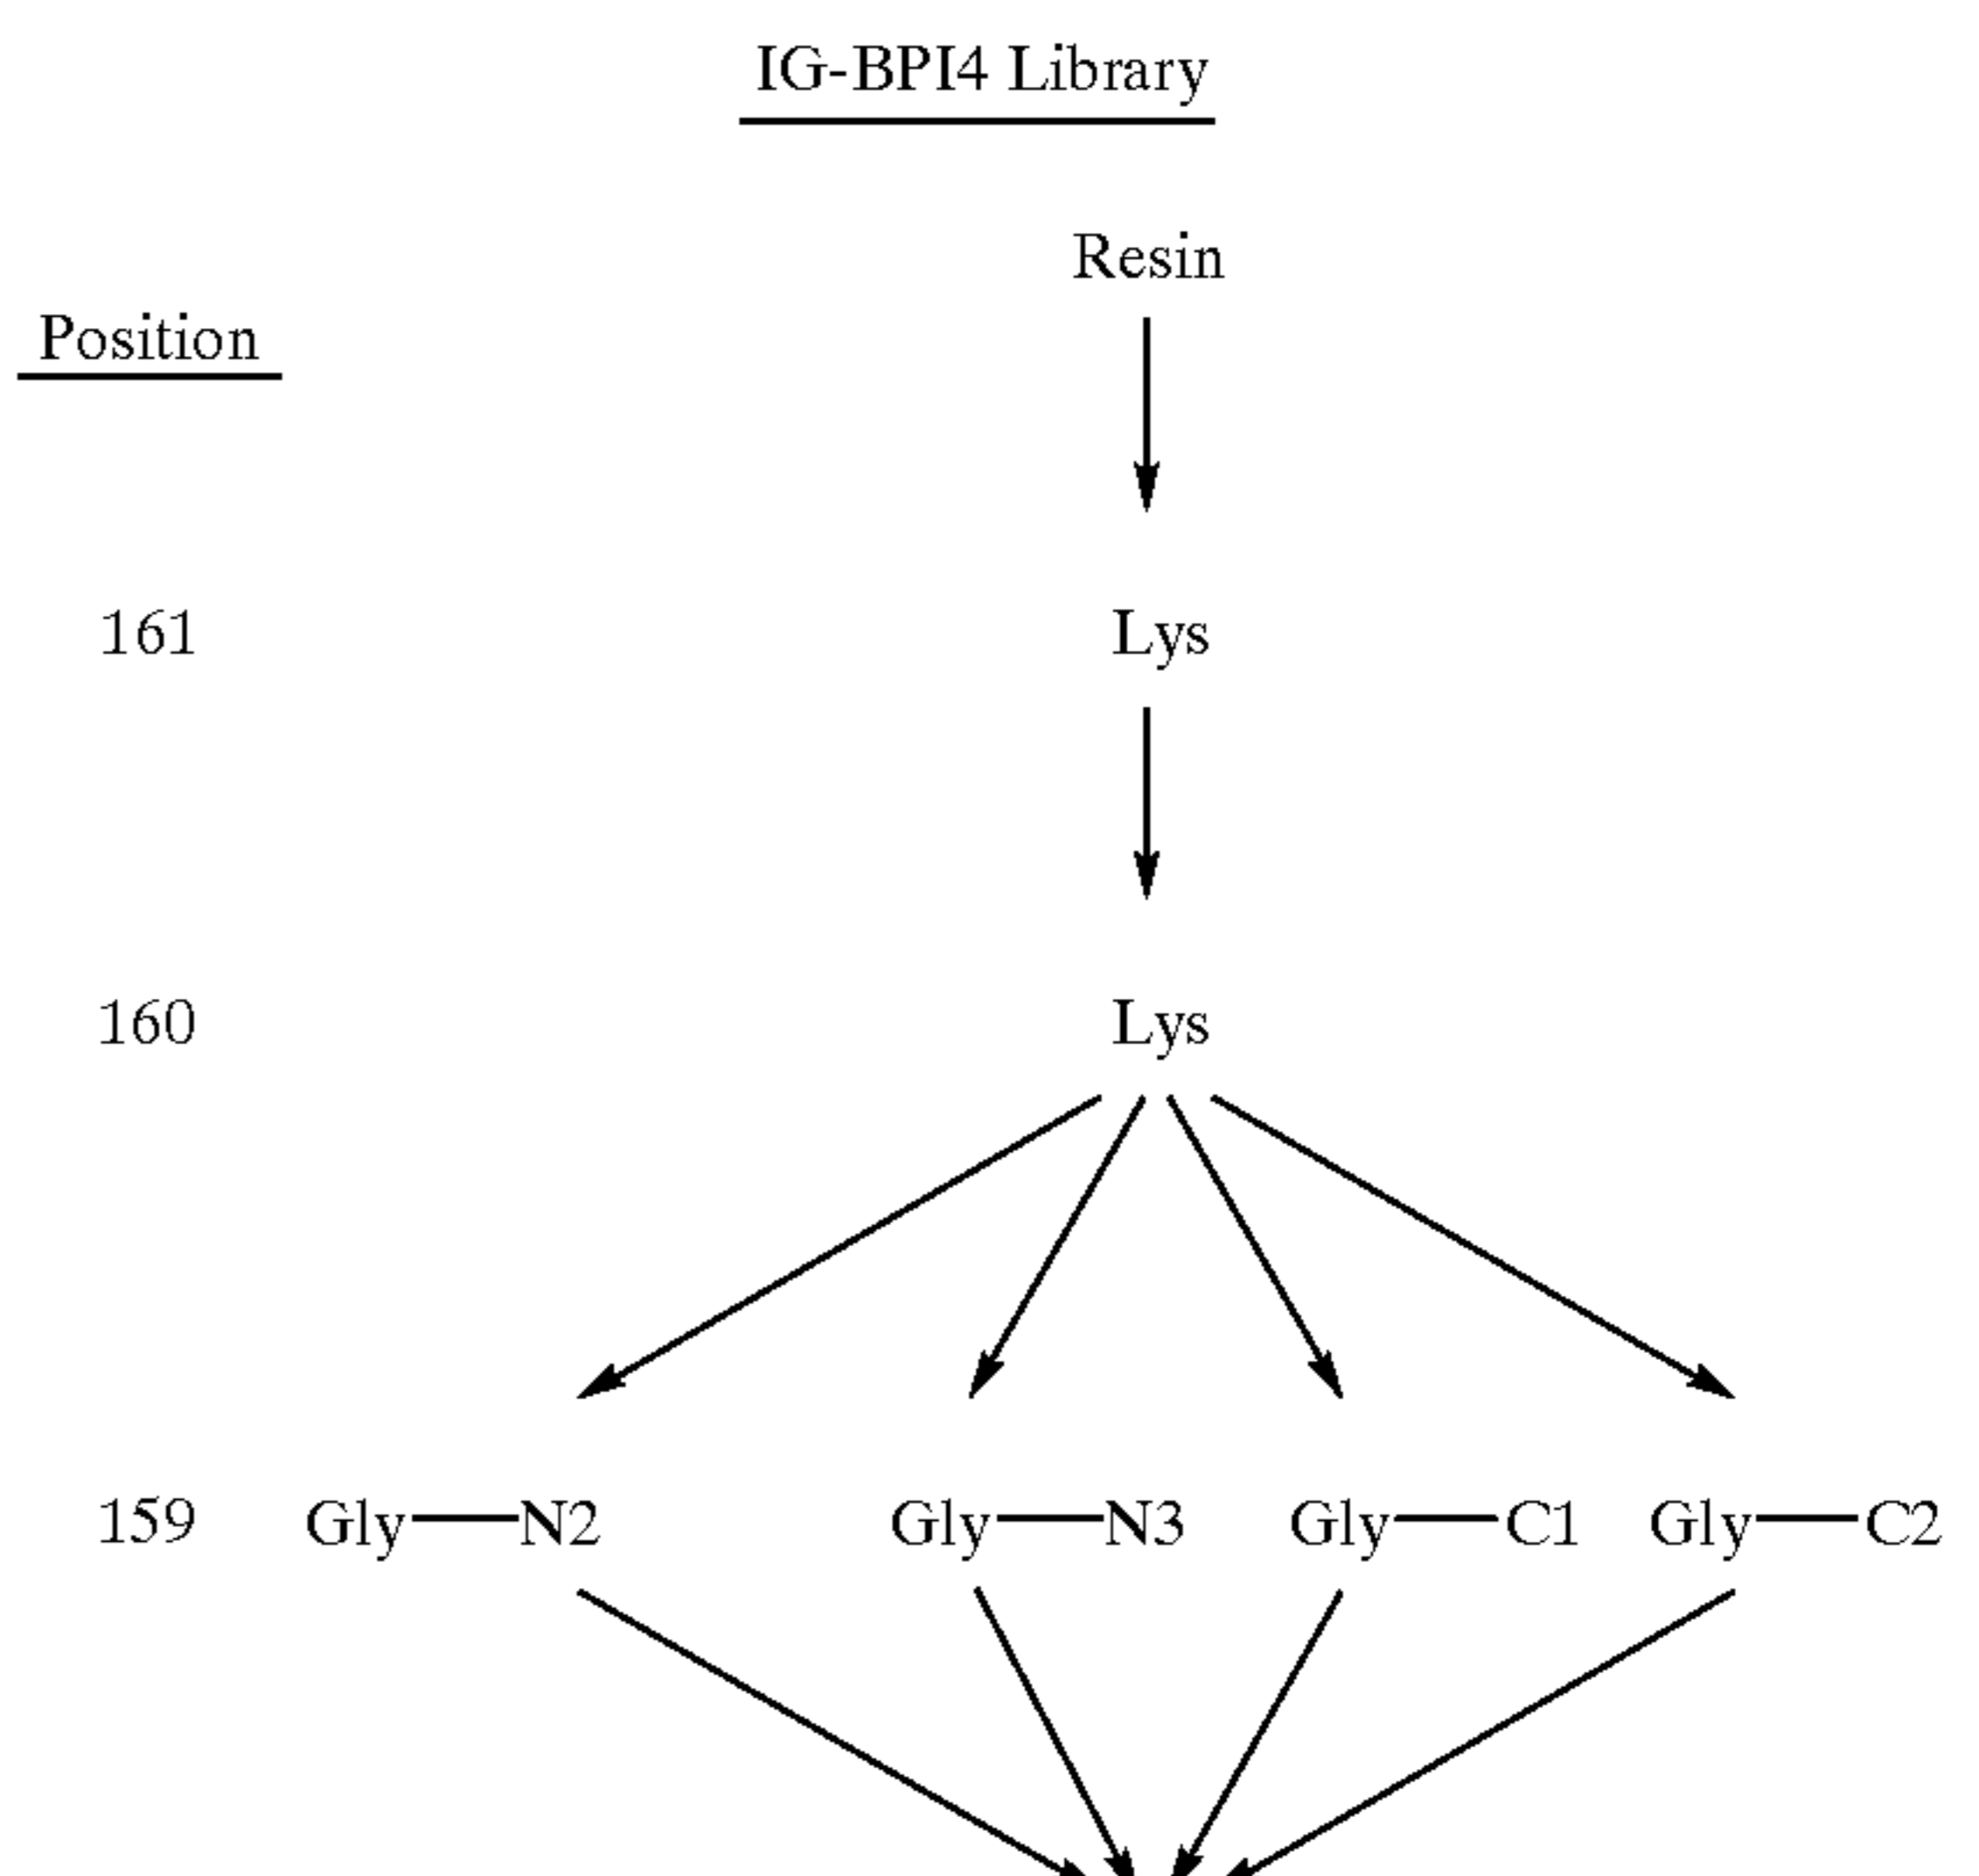 IG-BPI4 Library
Resin
Position
161 Lys
160 Lys
159 Gly—N2 Gly—N3 Gly—C1 Gly—C2